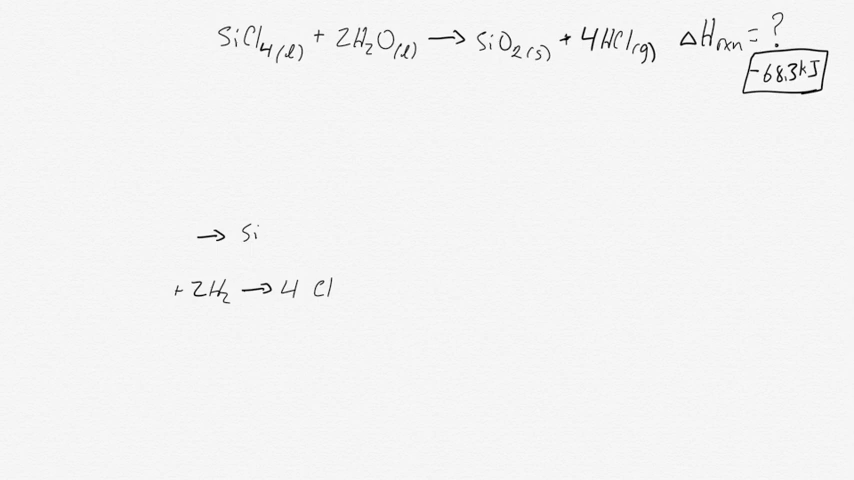 SiCl4(l) + 2H2O(l) → SiO2(s) + 4HCl(g) ΔHrxn = ?
-68.3kJ
→ Si
+ 2H2 → 4 Cl